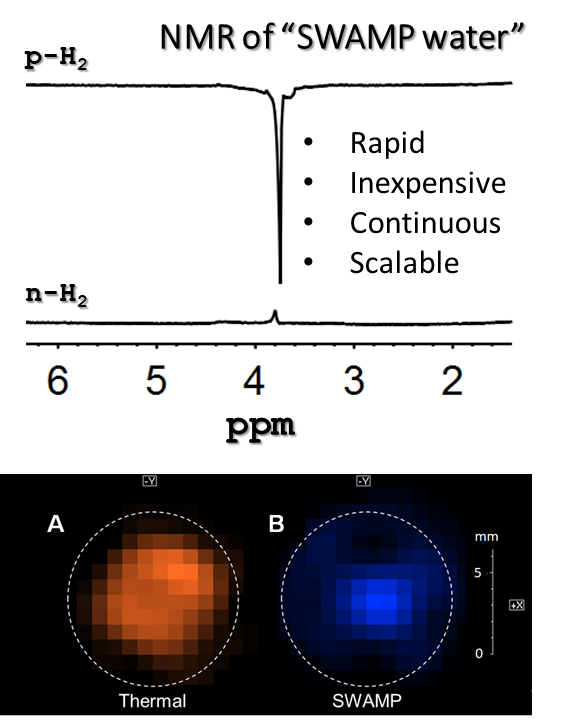 NMR of “SWAMP water”
p-H₂
• Rapid
• Inexpensive
• Continuous
• Scalable
n-H₂
6 5 4 3 2
ppm
-Y -Y
A B
mm
5
+X
0
Thermal SWAMP